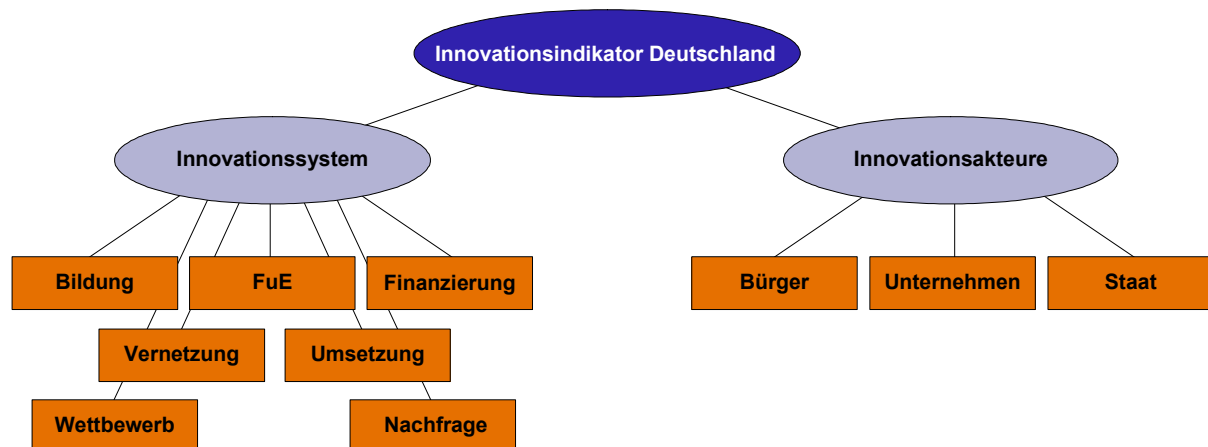 Innovationsindikator Deutschland
Innovationssystem
Innovationsakteure
Bildung
FuE
Finanzierung
Bürger
Unternehmen
Staat
Vernetzung
Umsetzung
Wettbewerb
Nachfrage